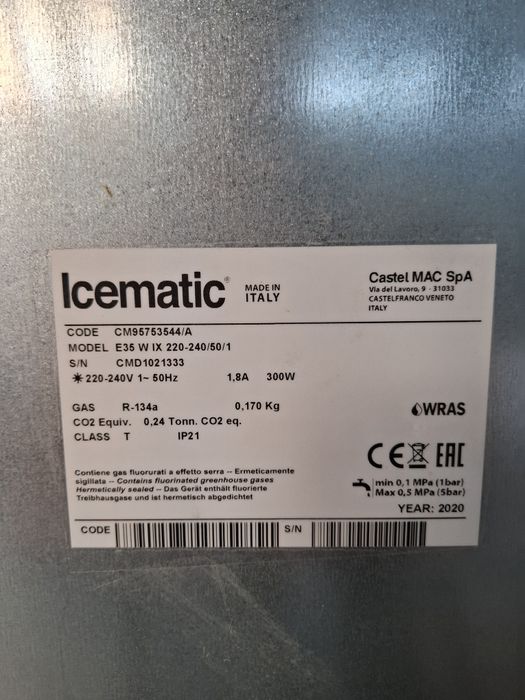 Icematic®
MADE IN
ITALY
Castel MAC SpA
Via del Lavoro, 9 - 31033
CASTELFRANCO VENETO
ITALY
CODE CM95753544/A
MODEL E35 W IX 220-240/50/1
S/N CMD1021333
220-240V 1~ 50Hz 1,8A 300W
GAS R-134a 0,170 Kg
CO2 Equiv. 0,24 Tonn. CO2 eq.
CLASS T IP21
WRAS
CE EAC
Contiene gas fluorurati a effetto serra -- Ermeticamente
sigillata -- Contains fluorinated greenhouse gases
Hermetically sealed -- Das Gerät enthält fluorierte
Treibhausgase und ist hermetisch abgedichtet
min 0,1 MPa (1bar)
Max 0,5 MPa (5bar)
YEAR: 2020
CODE S/N